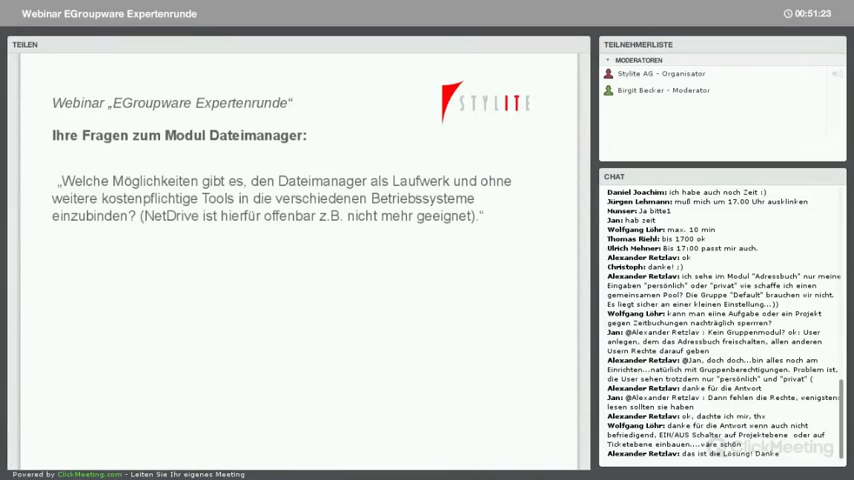 Webinar EGroupware Expertenrunde
00:51:23
TEILEN
Webinar „EGroupware Expertenrunde“
STYLITE
Ihre Fragen zum Modul Dateimanager:
„Welche Möglichkeiten gibt es, den Dateimanager als Laufwerk und ohne
weitere kostenpflichtige Tools in die verschiedenen Betriebssysteme
einzubinden? (NetDrive ist hierfür offenbar z.B. nicht mehr geeignet).“
TEILNEHMERLISTE
MODERATOREN
Stylite AG - Organisator
Birgit Becker - Moderator
CHAT
Daniel Joachim: ich habe auch noch Zeit :)
Jürgen Lehmann: muß mich um 17.00 Uhr ausklinken
Munser: Ja bitte1
Jan: hab zeit
Wolfgang Löhr: max. 10 min
Thomas Riehl: bis 1700 ok
Ulrich Mehner: Bis 17:00 passt mir auch.
Alexander Retzlav: ok
Christoph: danke! ;)
Alexander Retzlav: ich sehe im Modul "Adressbuch" nur meine
Eingaben "persönlich" oder "privat" wie schaffe ich einen
gemeinsamen Pool? Die Gruppe "Default" brauchen wir nicht.
Es liegt sicher an einer kleinen Einstellung...))
Wolfgang Löhr: kann man eiine Aufgabe oder ein Projekt
gegen Zeitbuchungen nachträglich sperrren?
Jan: @Alexander Retzlav : Kein Gruppenmodul? ok: User
anlegen, dem das Adressbuch freischalten, allen anderen
Usern Rechte darauf geben
Alexander Retzlav: @Jan, doch doch...bin alles noch am
Einrichten...natürlich mit Gruppenberechtigungen. Problem ist,
die User sehen trotzdem nur "persönlich" und "privat" (
Wolfgang Löhr: danke für die Antwort
Jan: @Alexander Retzlav : Dann fehlen die Rechte, wenigstens
lesen sollten sie haben
Alexander Retzlav: ok, dachte ich mir, thx
Wolfgang Löhr: danke für die Antwort wenn auch nicht
befriedigend, EIN/AUS Schalter auf Projektebene oder auf
Ticketebene einbauen....wäre schön
Alexander Retzlav: das ist die Lösung! Danke
ClickMeeting
Powered by ClickMeeting.com - Leiten Sie Ihr eigenes Meeting